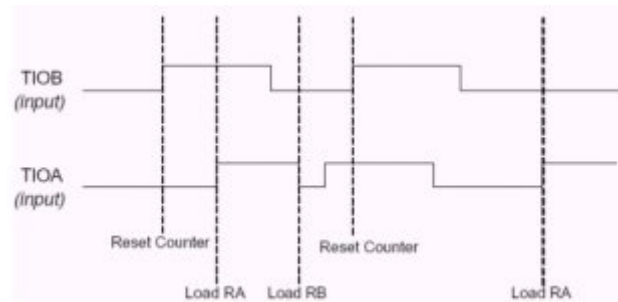 TIOB
(input)
TIOA
(input)
Reset Counter
Reset Counter
Load RA
Load RB
Load RA